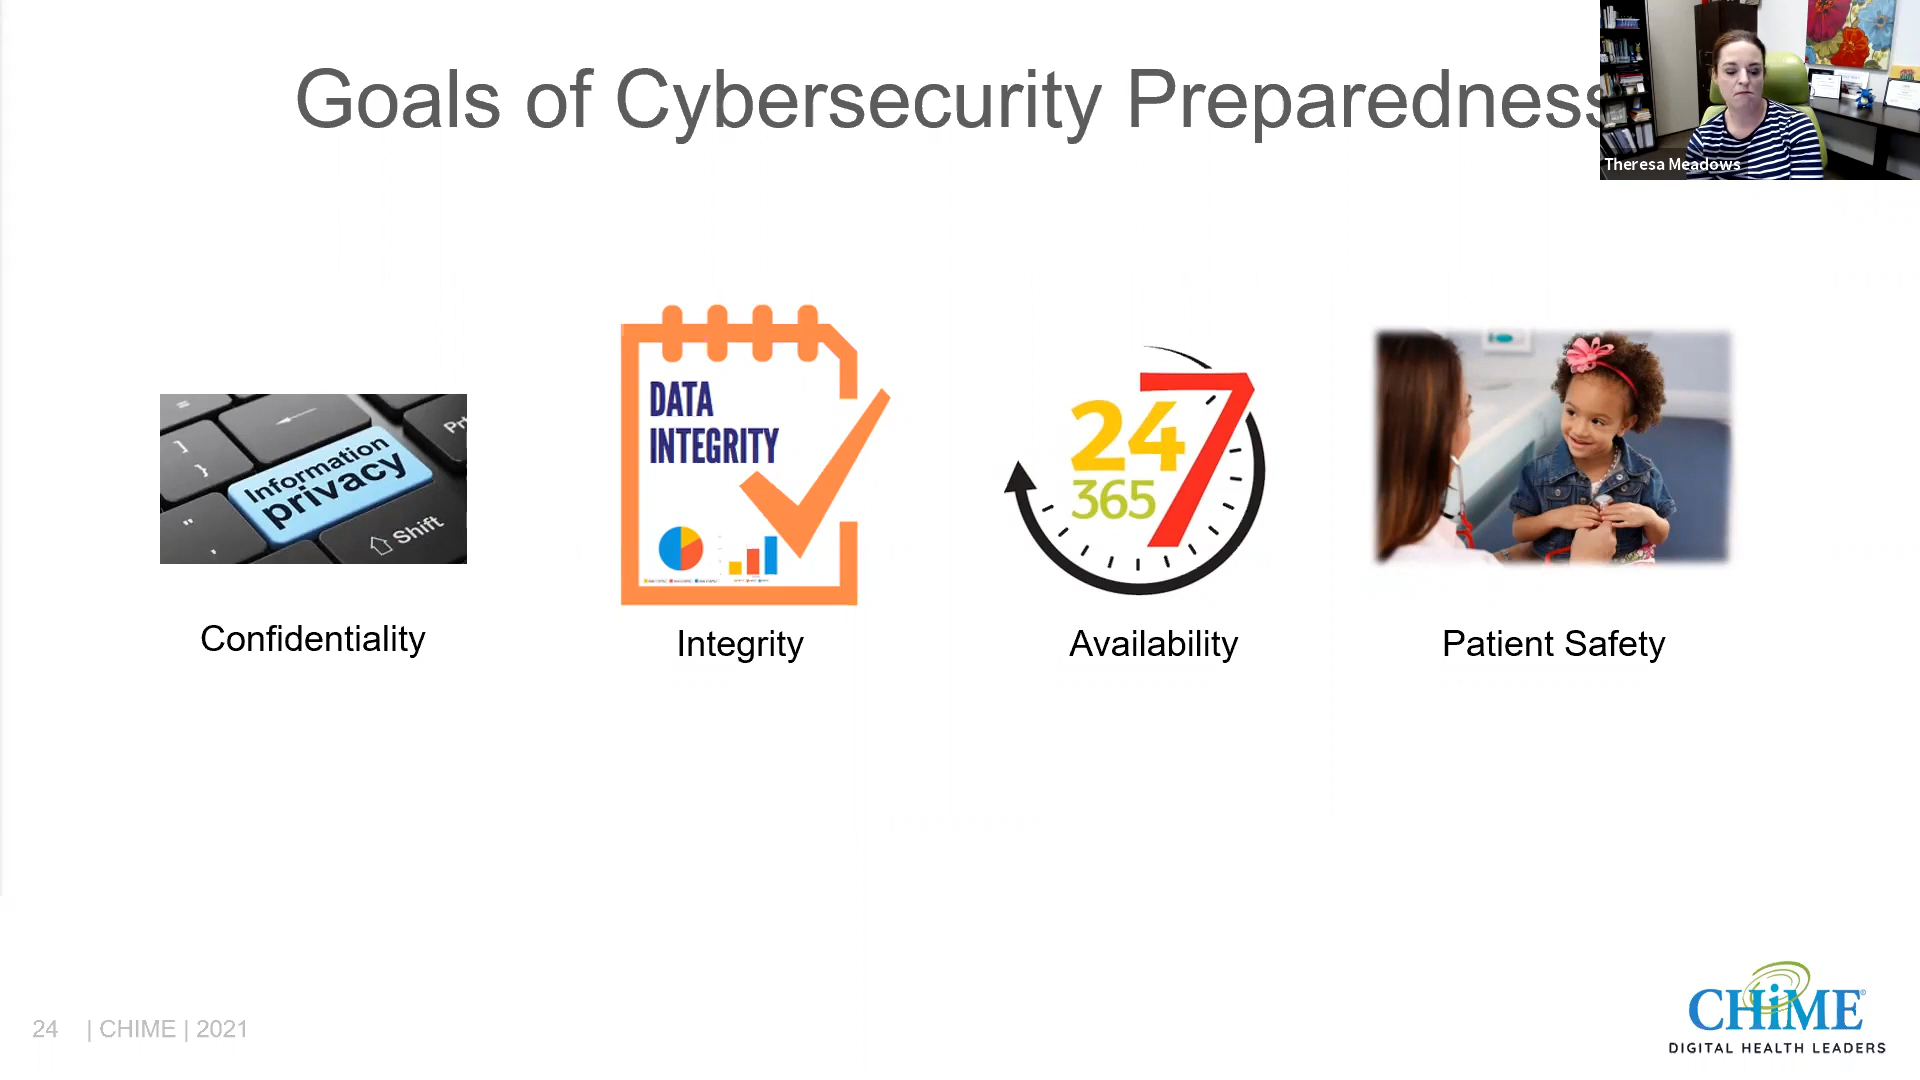 Goals of Cybersecurity Preparedness
Theresa Meadows
Information
privacy
Shift
DATA
INTEGRITY
24
7
365
Confidentiality
Integrity
Availability
Patient Safety
24 | CHIME | 2021
CHiME
DIGITAL HEALTH LEADERS